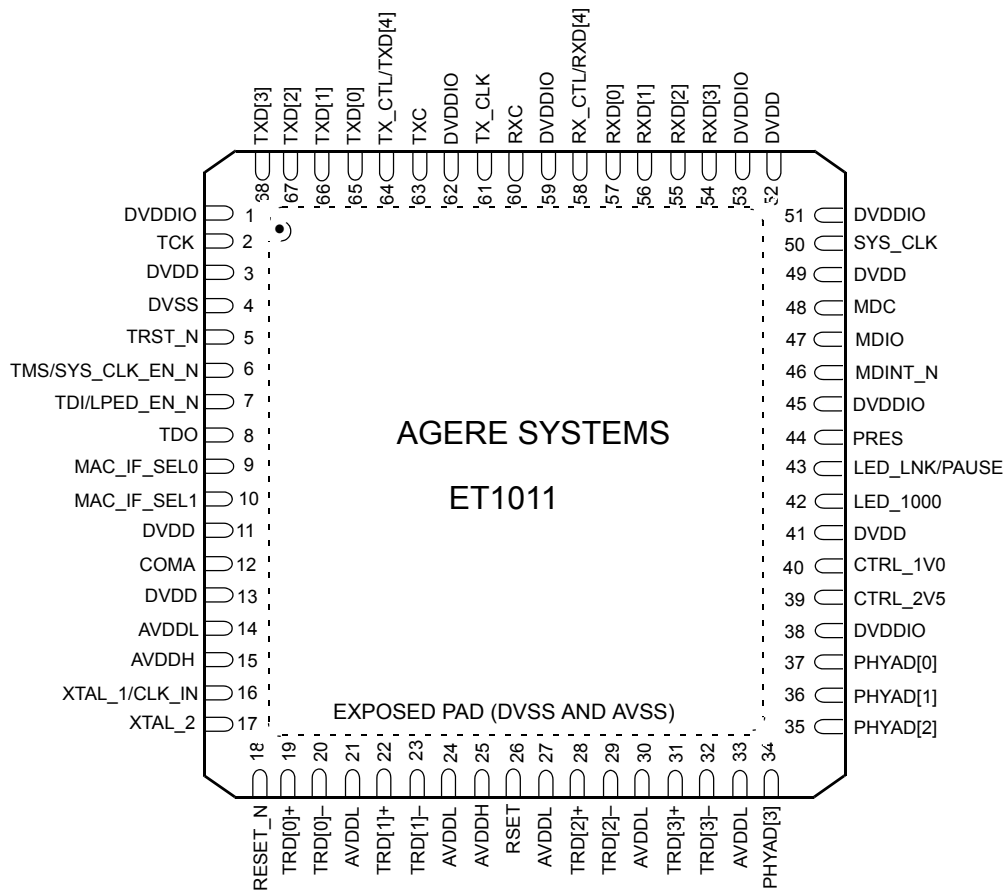 TXD[3]
TXD[2]
TXD[1]
TXD[0]
TX_CTL/TXD[4]
TXC
DVDDIO
TX_CLK
RXC
DVDDIO
RX_CTL/RXD[4]
RXD[0]
RXD[1]
RXD[2]
RXD[3]
DVDDIO
DVDD
68
67
66
65
64
63
62
61
60
59
58
57
56
55
54
53
52
DVDDIO 1
TCK 2
DVDD 3
DVSS 4
TRST_N 5
TMS/SYS_CLK_EN_N 6
TDI/LPED_EN_N 7
TDO 8
MAC_IF_SEL0 9
MAC_IF_SEL1 10
DVDD 11
COMA 12
DVDD 13
AVDDL 14
AVDDH 15
XTAL_1/CLK_IN 16
XTAL_2 17
AGERE SYSTEMS
ET1011
EXPOSED PAD (DVSS AND AVSS)
51 DVDDIO
50 SYS_CLK
49 DVDD
48 MDC
47 MDIO
46 MDINT_N
45 DVDDIO
44 PRES
43 LED_LNK/PAUSE
42 LED_1000
41 DVDD
40 CTRL_1V0
39 CTRL_2V5
38 DVDDIO
37 PHYAD[0]
36 PHYAD[1]
35 PHYAD[2]
18
19
20
21
22
23
24
25
26
27
28
29
30
31
32
33
34
RESET_N
TRD[0]+
TRD[0]–
AVDDL
TRD[1]+
TRD[1]–
AVDDL
AVDDH
RSET
AVDDL
TRD[2]+
TRD[2]–
AVDDL
TRD[3]+
TRD[3]–
AVDDL
PHYAD[3]